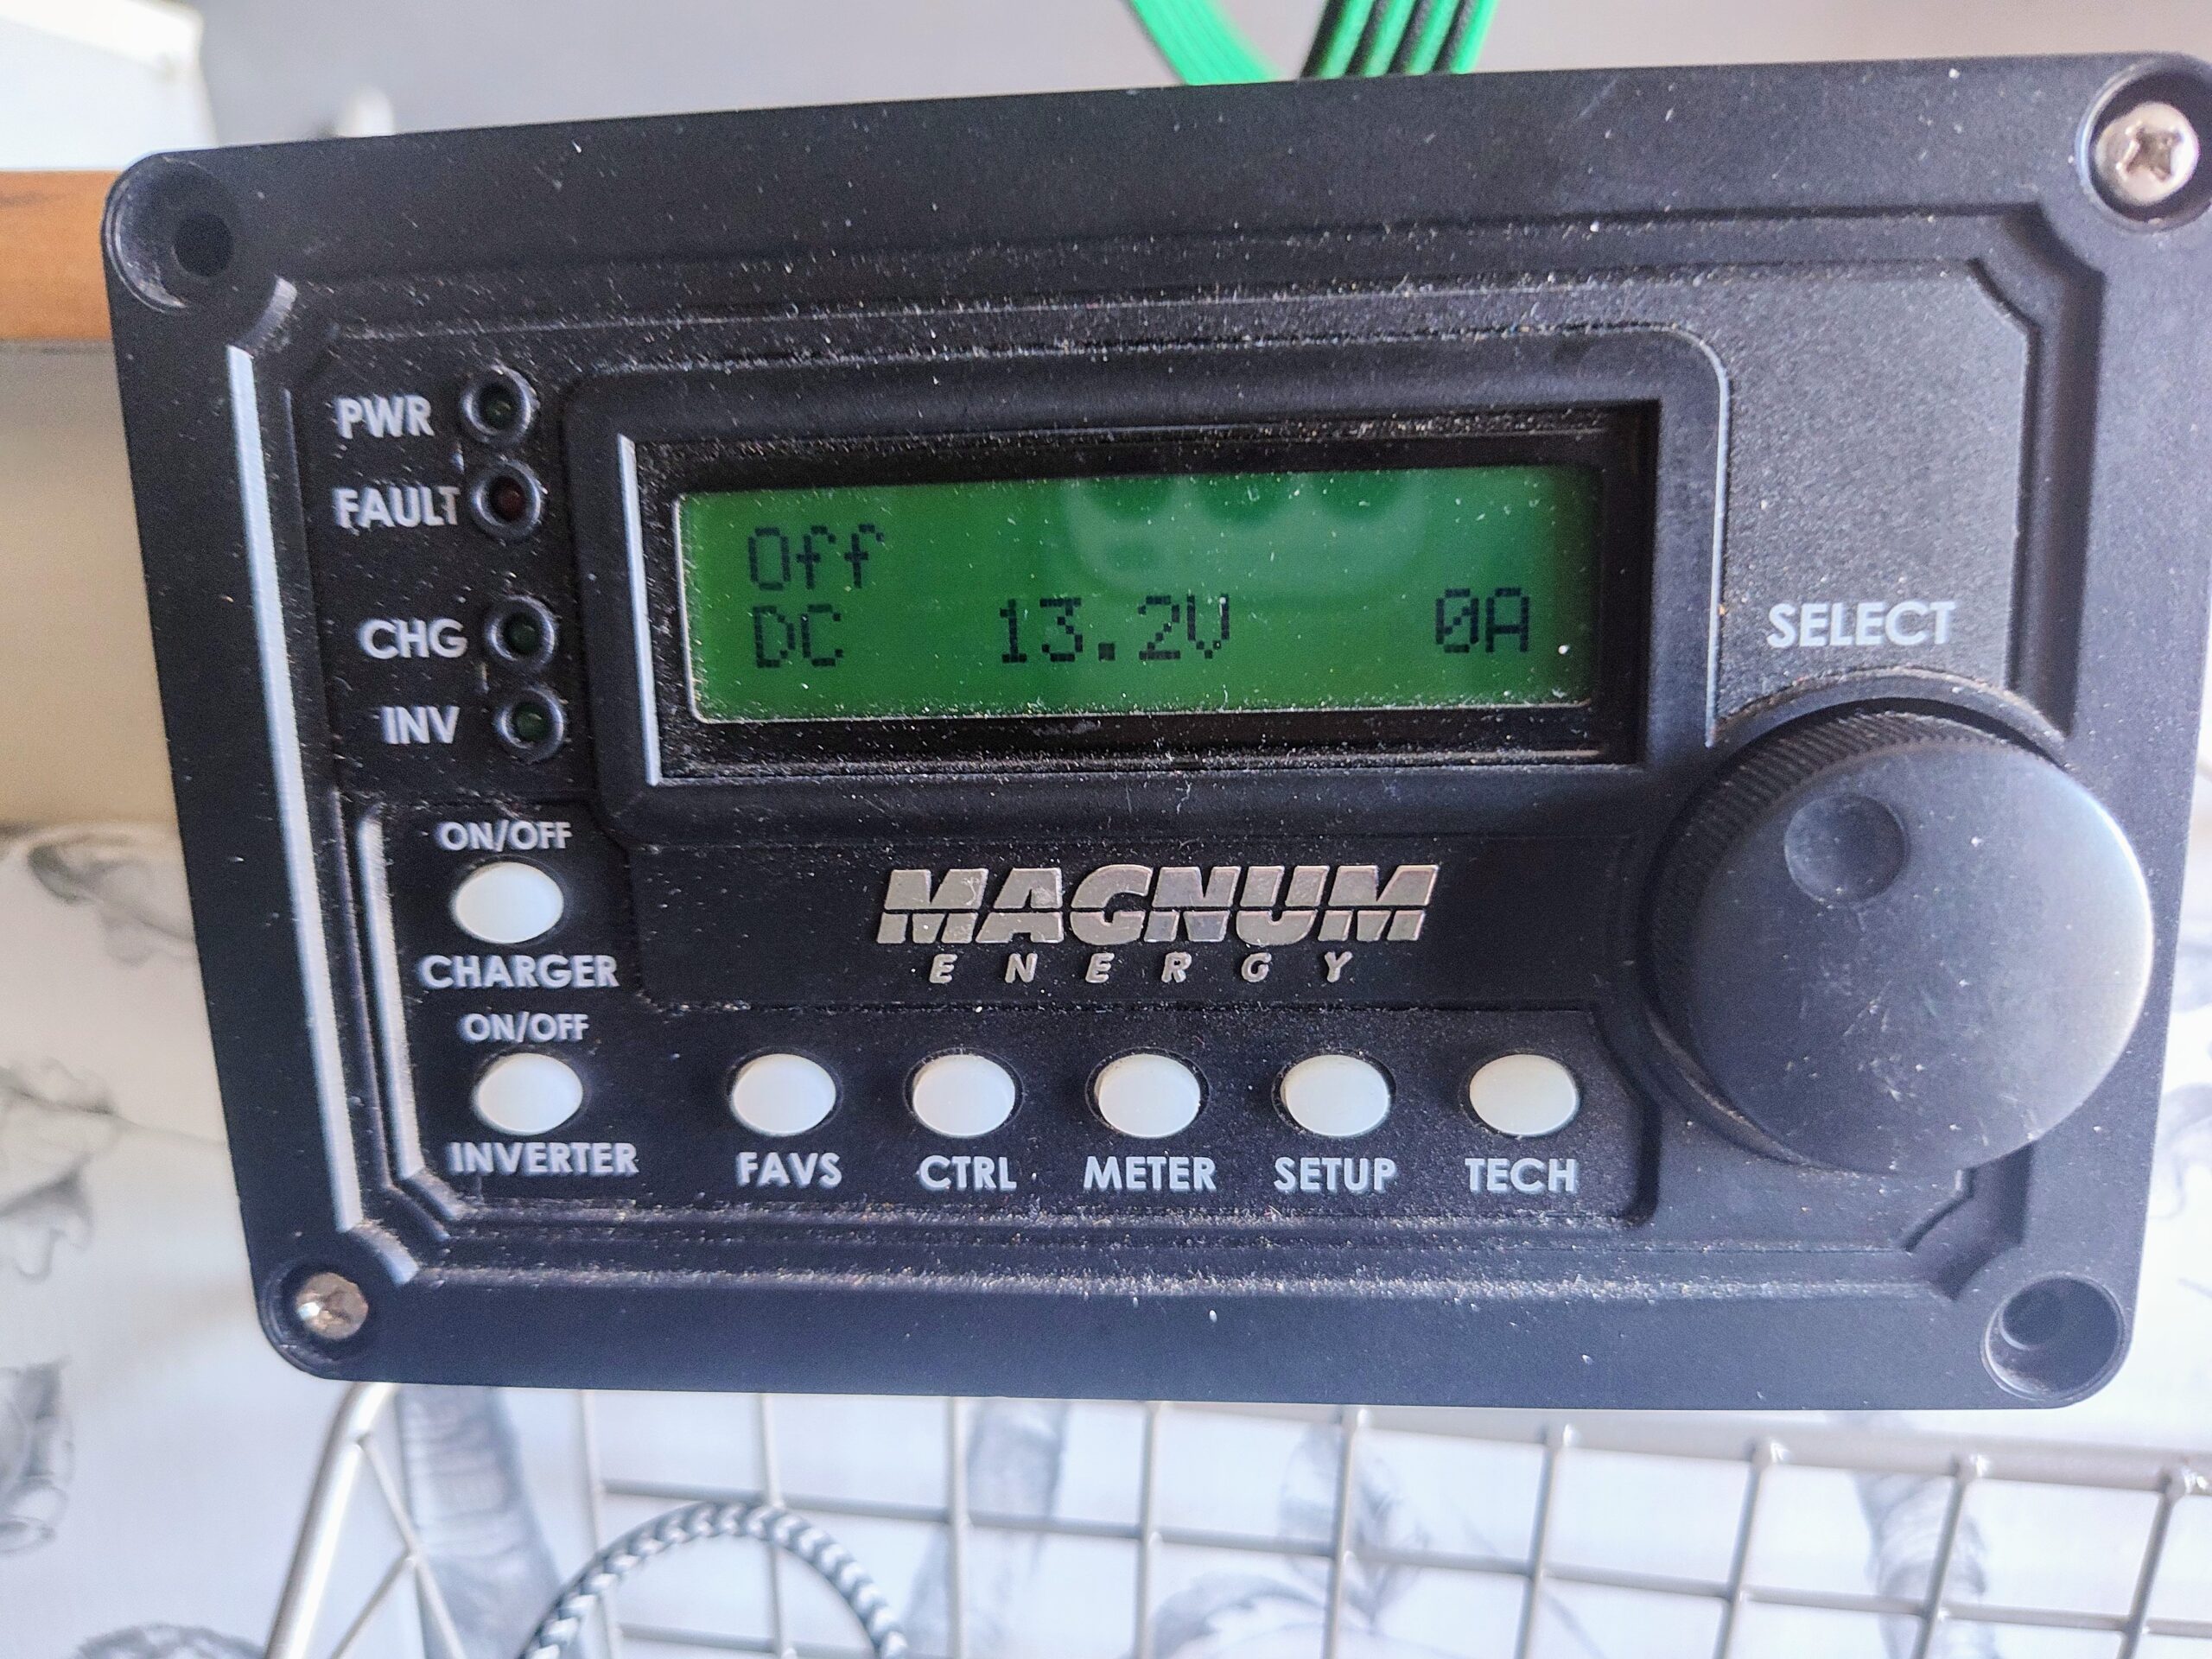 PWR
FAULT
CHG
INV
Off
DC 13.2V 0A
SELECT
ON/OFF
CHARGER
MAGNUM
ENERGY
ON/OFF
INVERTER
FAVS
CTRL
METER
SETUP
TECH